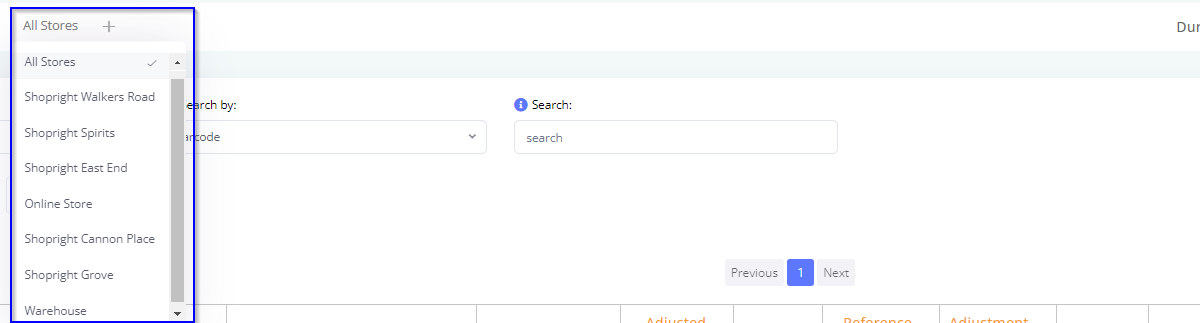 All Stores +
Dur
All Stores
Shopright Walkers Road
earch by:
Search:
Shopright Spirits
arcode
search
Shopright East End
Online Store
Shopright Cannon Place
Shopright Grove
Previous 1 Next
Warehouse
Adjusted
Reference
Adjustment